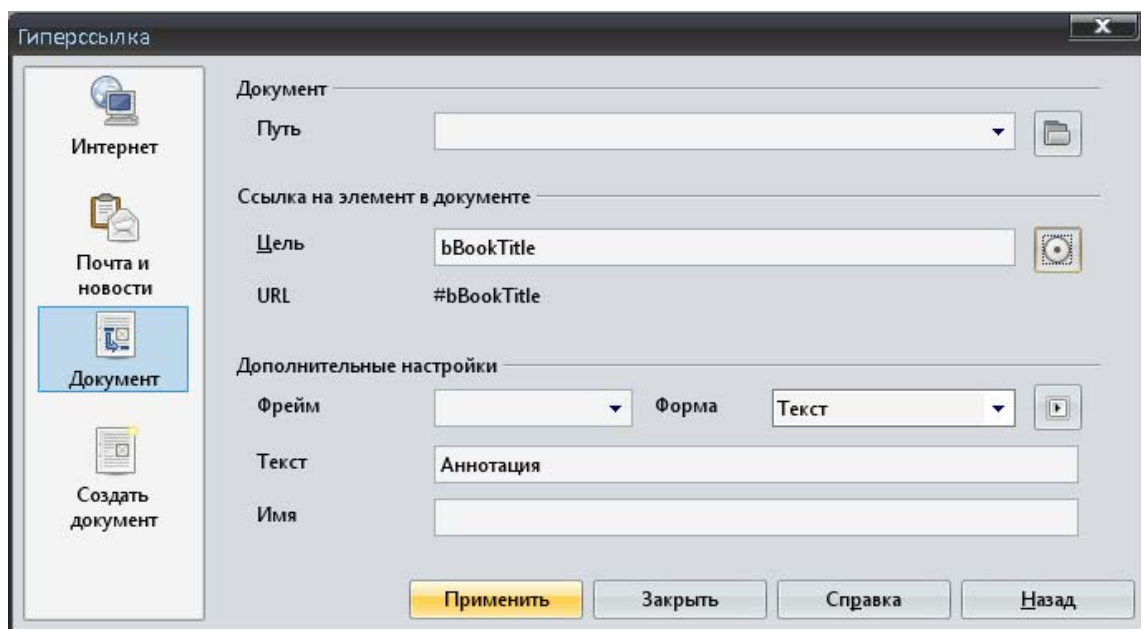 Гиперссылка
X
Интернет
Почта и
новости
Документ
Создать
документ
Документ
Путь
Ссылка на элемент в документе
Цель bBookTitle
URL #bBookTitle
Дополнительные настройки
Фрейм Форма Текст
Текст Аннотация
Имя
Применить Закрыть Справка Назад